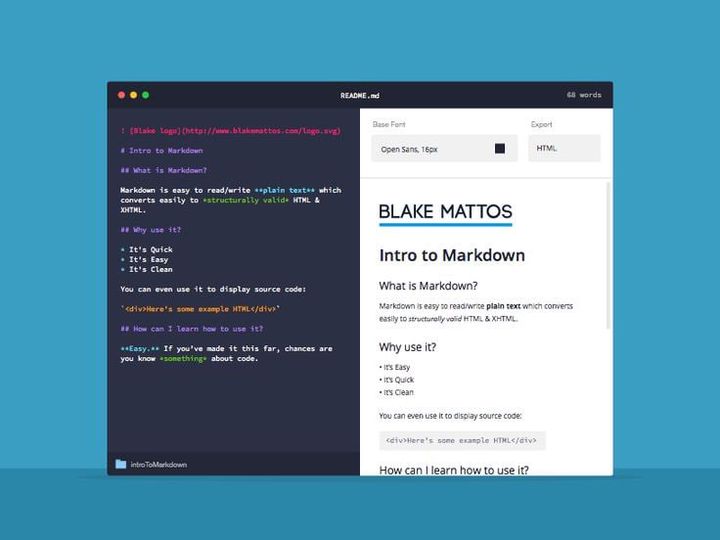 README.md
68 words
! [Blake logo](http://www.blakemattos.com/logo.svg)
# Intro to Markdown
## What is Markdown?
Markdown is easy to read/write **plain text** which
converts easily to *structurally valid* HTML &
XHTML.
## Why use it?
* It's Quick
* It's Easy
* It's Clean
You can even use it to display source code:
`<div>Here's some example HTML</div>`
## How can I learn how to use it?
**Easy.** If you've made it this far, chances are
you know *something* about code.
introToMarkdown
Base Font
Export
Open Sans, 16px
HTML
BLAKE MATTOS
Intro to Markdown
What is Markdown?
Markdown is easy to read/write plain text which converts
easily to structurally valid HTML & XHTML.
Why use it?
• It's Easy
• It's Quick
• It's Clean
You can even use it to display source code:
<div>Here's some example HTML</div>
How can I learn how to use it?